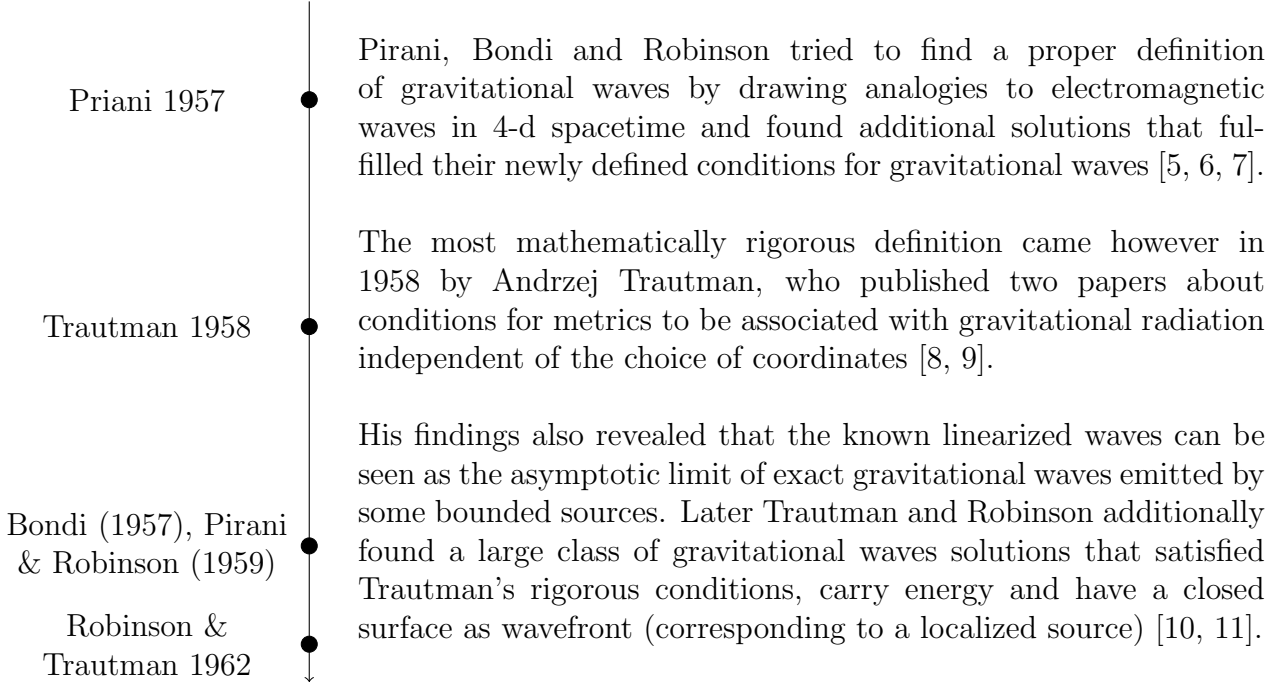 Priani 1957
Pirani, Bondi and Robinson tried to find a proper definition
of gravitational waves by drawing analogies to electromagnetic
waves in 4-d spacetime and found additional solutions that ful-
filled their newly defined conditions for gravitational waves [5, 6, 7].
Trautman 1958
The most mathematically rigorous definition came however in
1958 by Andrzej Trautman, who published two papers about
conditions for metrics to be associated with gravitational radiation
independent of the choice of coordinates [8, 9].
Bondi (1957), Pirani
& Robinson (1959)
Robinson &
Trautman 1962
His findings also revealed that the known linearized waves can be
seen as the asymptotic limit of exact gravitational waves emitted by
some bounded sources. Later Trautman and Robinson additionally
found a large class of gravitational waves solutions that satisfied
Trautman's rigorous conditions, carry energy and have a closed
surface as wavefront (corresponding to a localized source) [10, 11].